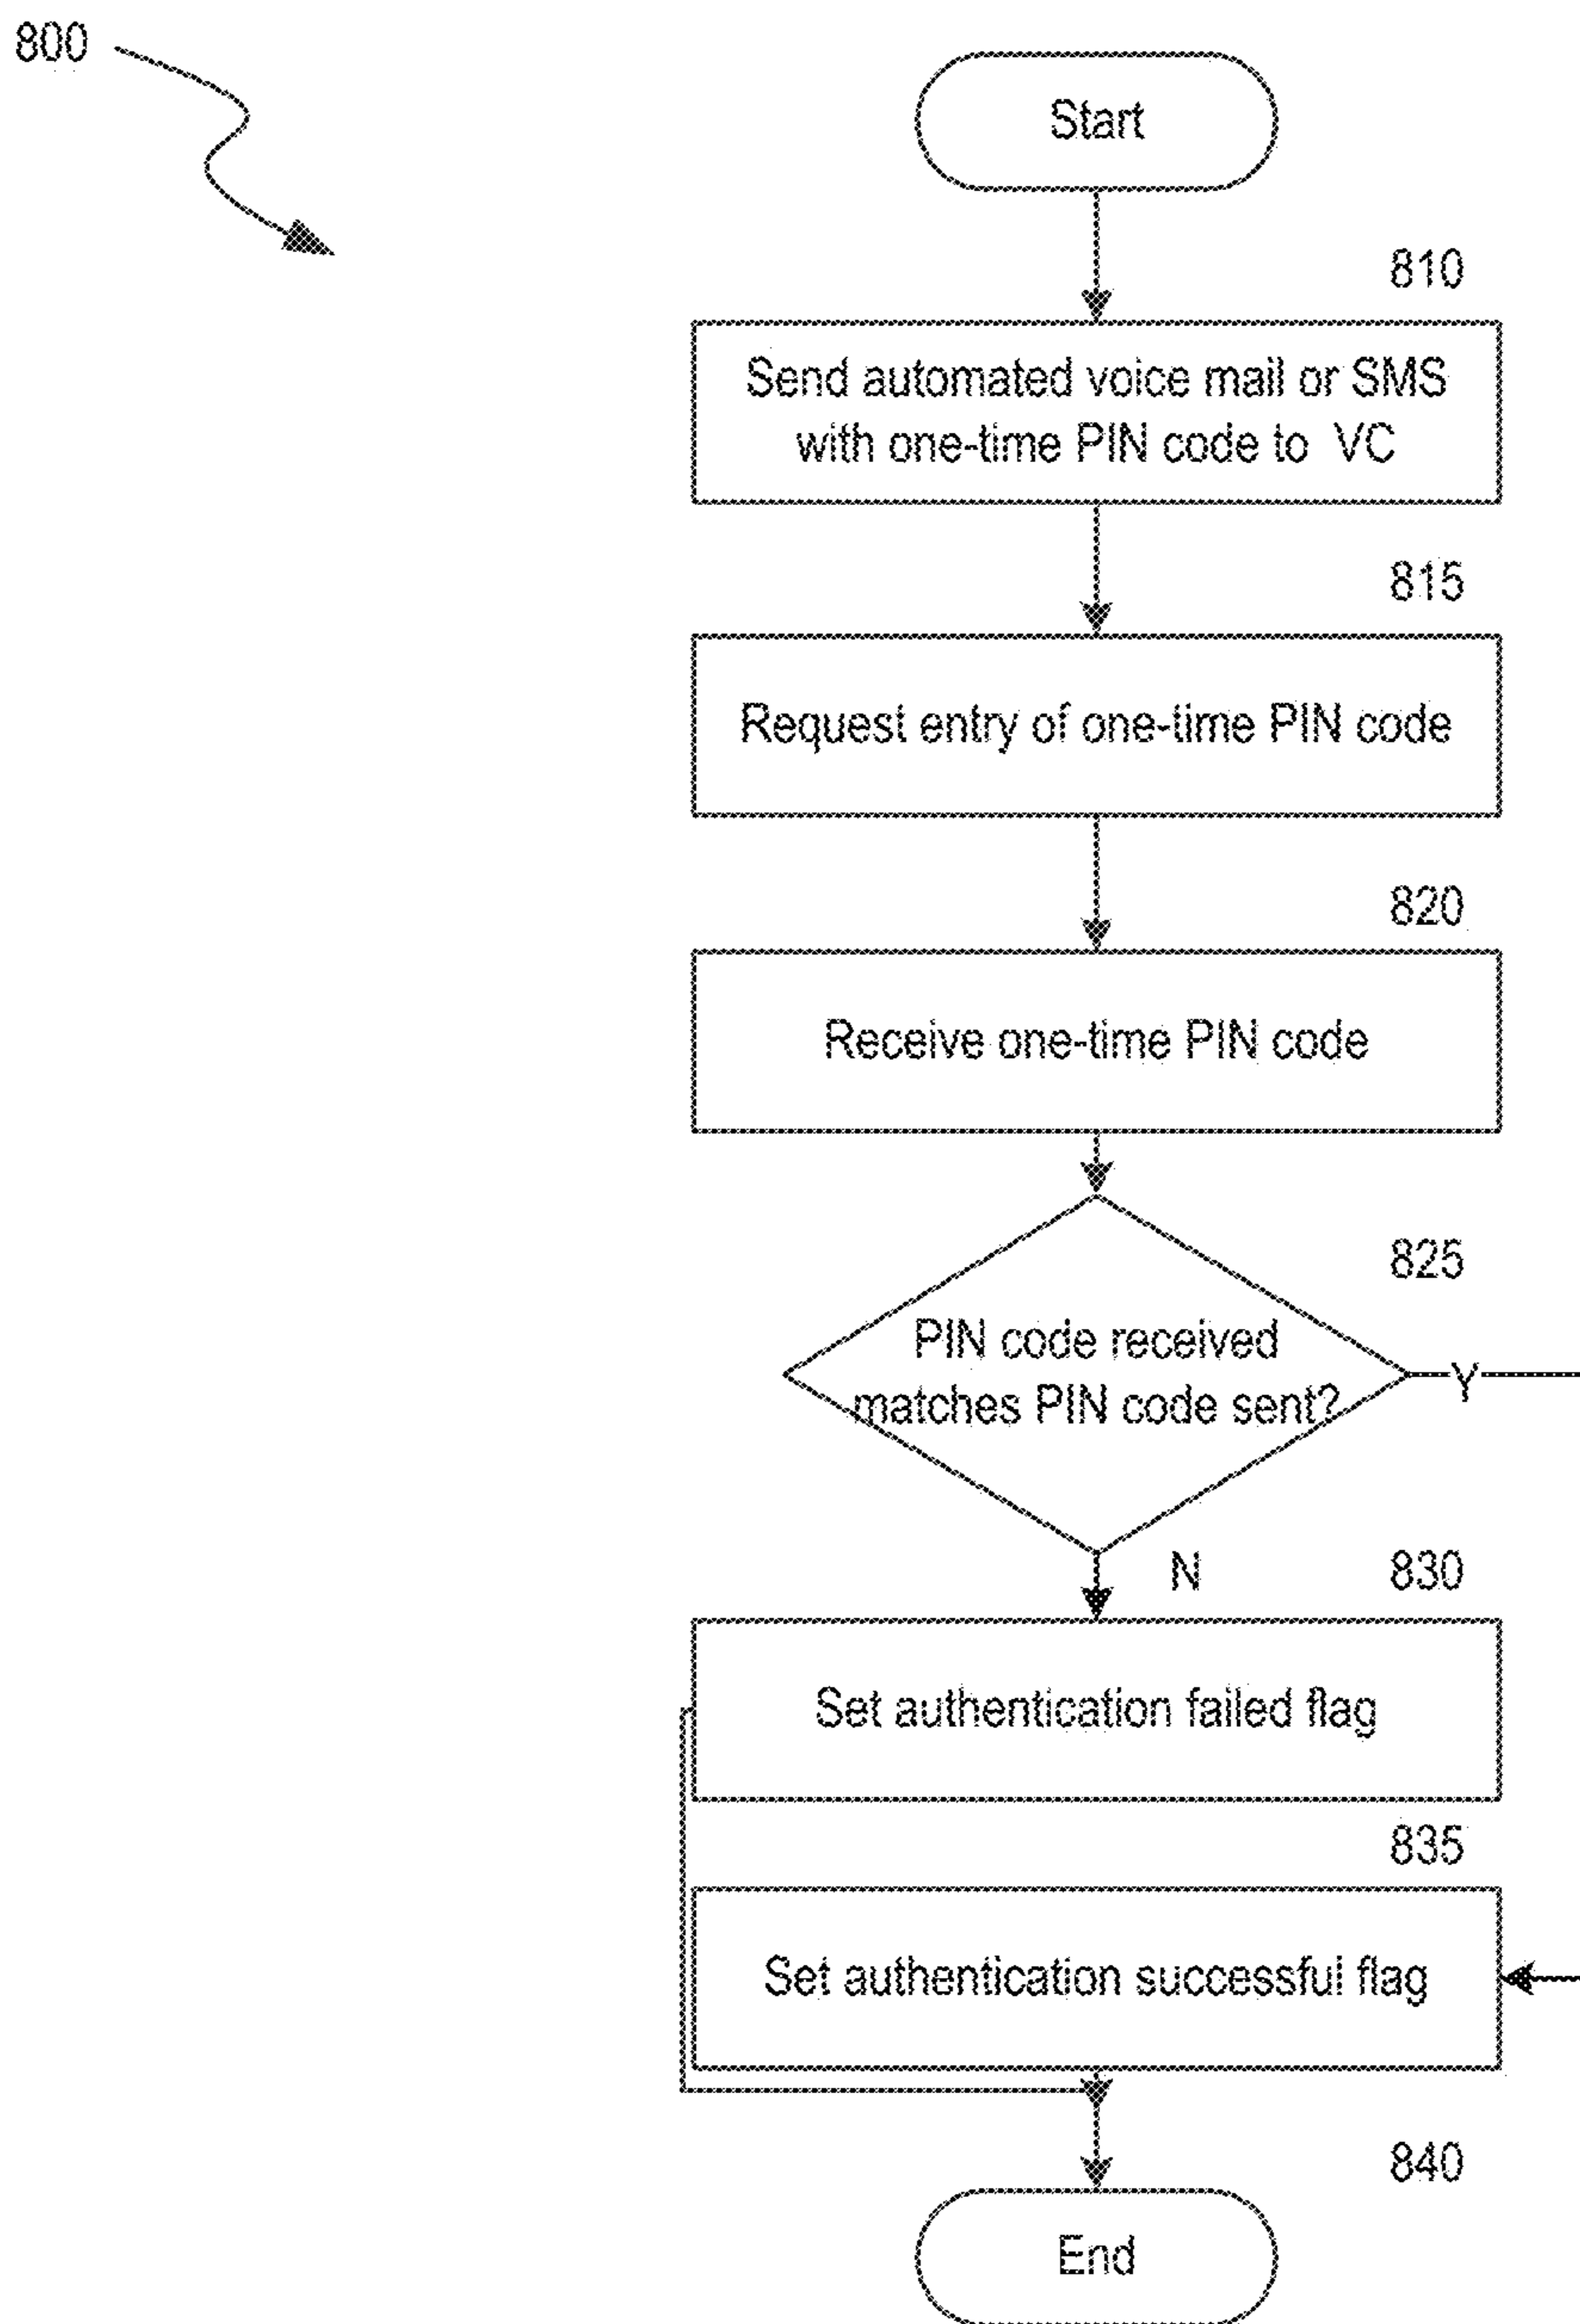 800
Start
810
Send automated voice mail or SMS
with one-time PIN code to VC
815
Request entry of one-time PIN code
820
Receive one-time PIN code
825
PIN code received
matches PIN code sent?
Y
N
830
Set authentication failed flag
835
Set authentication successful flag
840
End